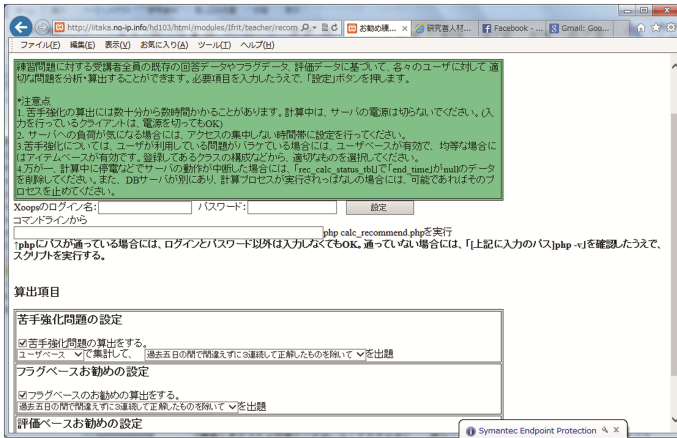 http://iitaka.no-ip.info/hd103/html/modules/Ifrit/teacher/recom
お勧め練...
研究者人材...
Facebook - ...
Gmail: Goo...
ファイル(F) 編集(E) 表示(V) お気に入り(A) ツール(T) ヘルプ(H)
練習問題に対する受講者全員の既存の回答データやフラグデータ、評価データに基づいて、各々のユーザに対して 適
切な問題を分析・算出することができます。必要項目を入力したうえで、「設定」ボタンを押します。
*注意点
1. 苦手強化の算出には数十分から数時間かかることがあります。計算中は、サーバの電源は切らないでください。(入
力を行っているクライアントは、電源を切ってもOK)
2. サーバへの負荷が気になる場合には、アクセスの集中しない時間帯に設定を行ってください。
3.苦手強化については、ユーザが利用している問題がバラケている場合には、ユーザベースが有効で、均等な場合に
はアイテムベースが有効です。登録してあるクラスの構成などから、適切なものを選択してください。
4.万が一、計算中に停電などでサーバの動作が中断した場合には、「rec_calc_status_tbl」で「end_time」がnullのデータ
を削除してください。また、DBサーバが別にあり、計算プロセスが実行されっぱなしの場合には、可能であればそのプ
ロセスを止めてください。
Xoopsのログイン名: パスワード: 設定
コマンドラインから
php calc_recommend.phpを実行
↑phpにパスが通っている場合には、ログインとパスワード以外は入力しなくてもOK。通っていない場合には、「[上記に入力のパス]php -v」を確認したうえで、
スクリプトを実行する。
算出項目
苦手強化問題の設定
苦手強化問題の算出をする。
ユーザベース で集計して、 過去五日の間で間違えずに3連続して正解したものを除いて を出題
フラグベースお勧めの設定
フラグベースのお勧めの算出をする。
過去五日の間で間違えずに3連続して正解したものを除いて を出題
評価ベースお勧めの設定
Symantec Endpoint Protection